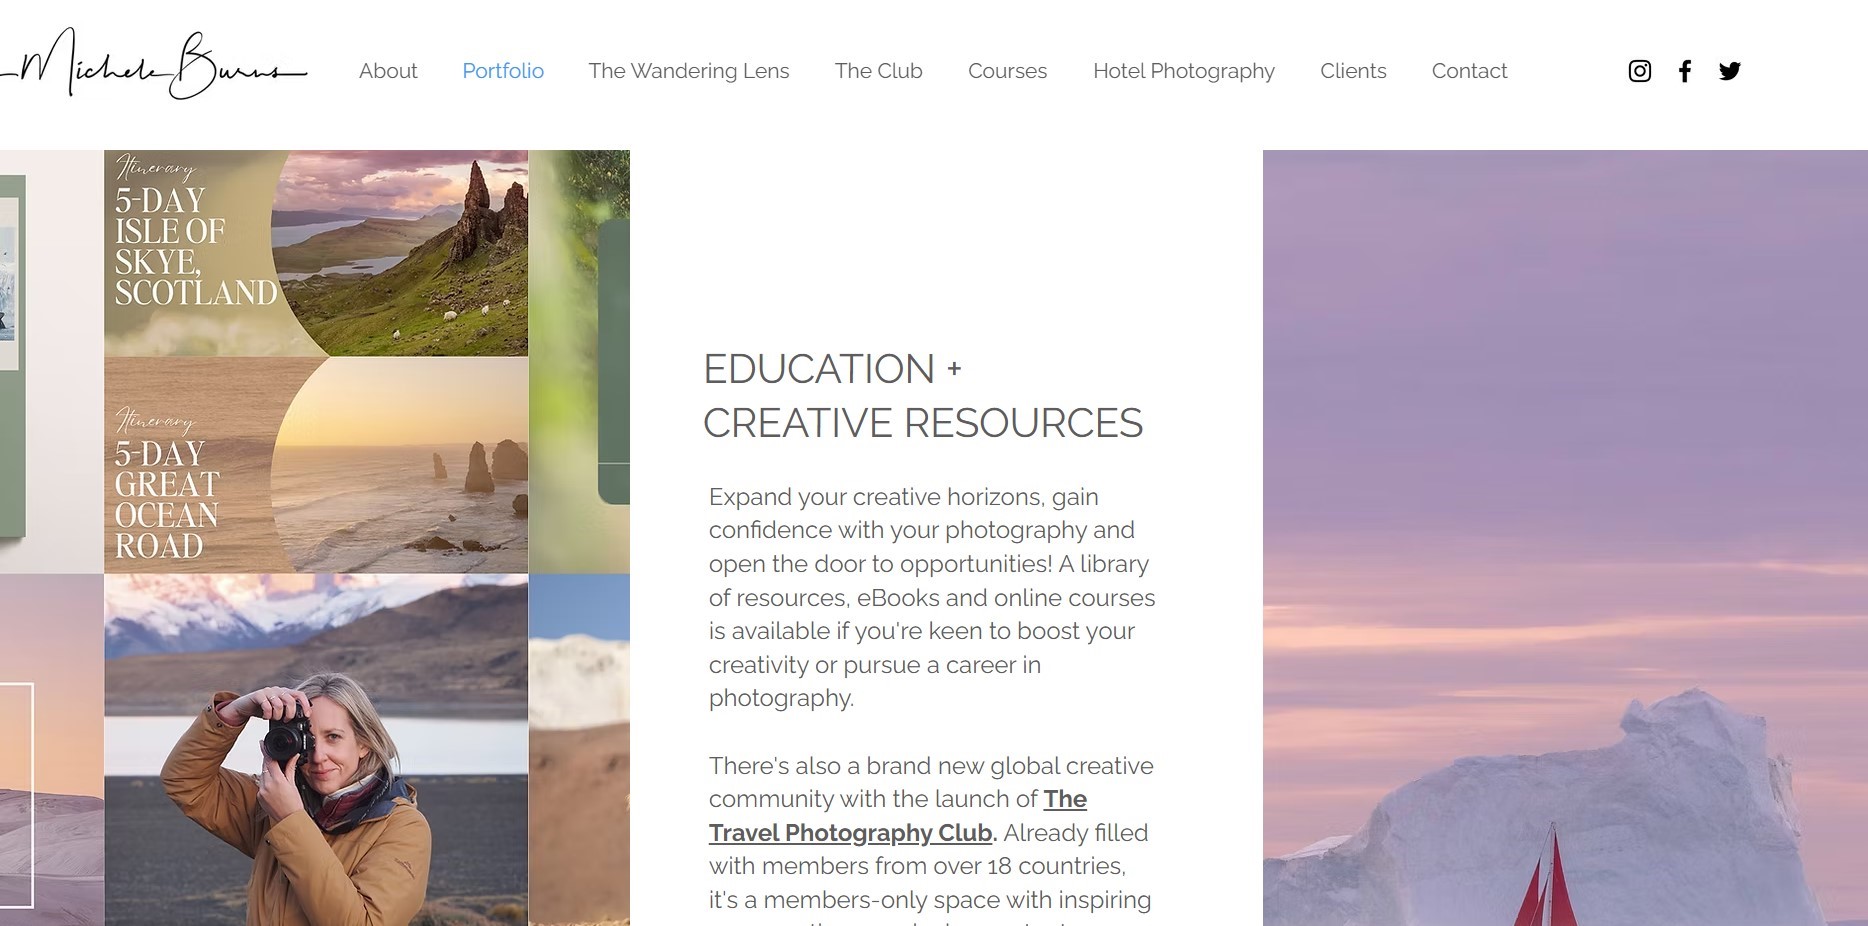 Michele Burns
About
Portfolio
The Wandering Lens
The Club
Courses
Hotel Photography
Clients
Contact
Itinerary
5-DAY
ISLE OF
SKYE,
SCOTLAND
Itinerary
5-DAY
GREAT
OCEAN
ROAD
EDUCATION +
CREATIVE RESOURCES
Expand your creative horizons, gain
confidence with your photography and
open the door to opportunities! A library
of resources, eBooks and online courses
is available if you're keen to boost your
creativity or pursue a career in
photography.
There's also a brand new global creative
community with the launch of The
Travel Photography Club. Already filled
with members from over 18 countries,
it's a members-only space with inspiring